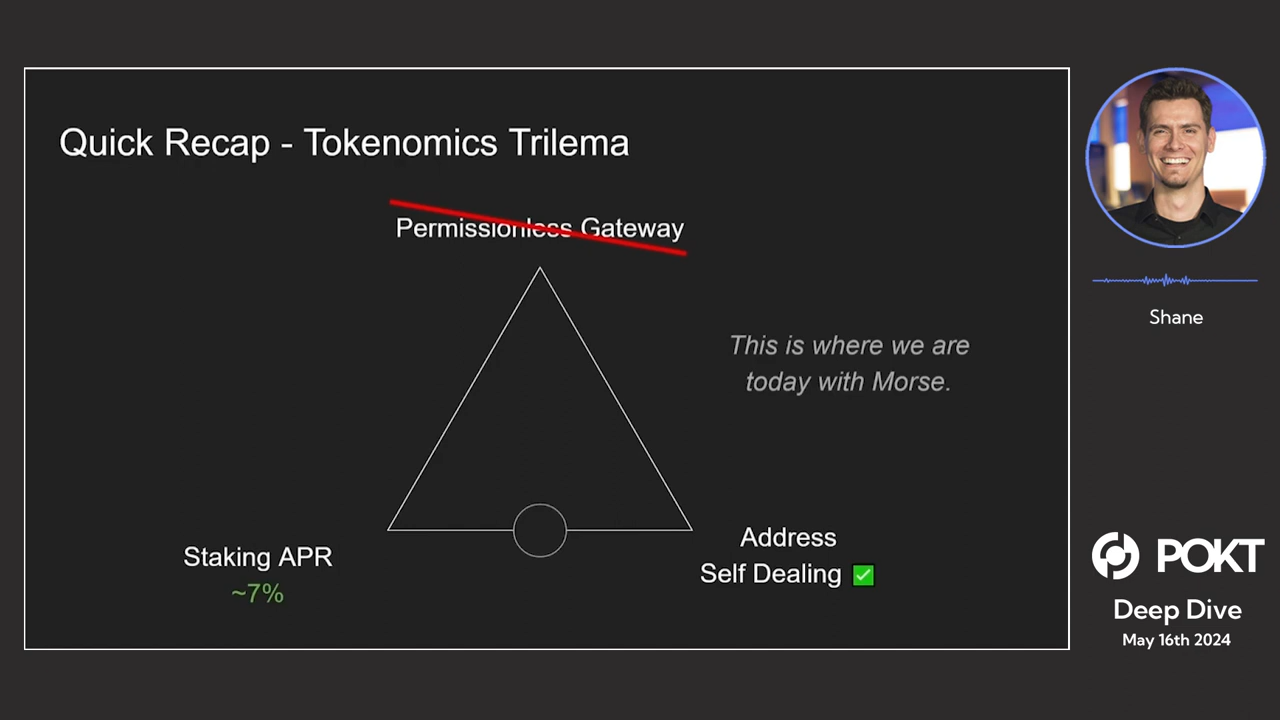 Quick Recap - Tokenomics Trilema
Permissionless Gateway
This is where we are
today with Morse.
Staking APR
~7%
Address
Self Dealing ✅
Shane
POKT
Deep Dive
May 16th 2024